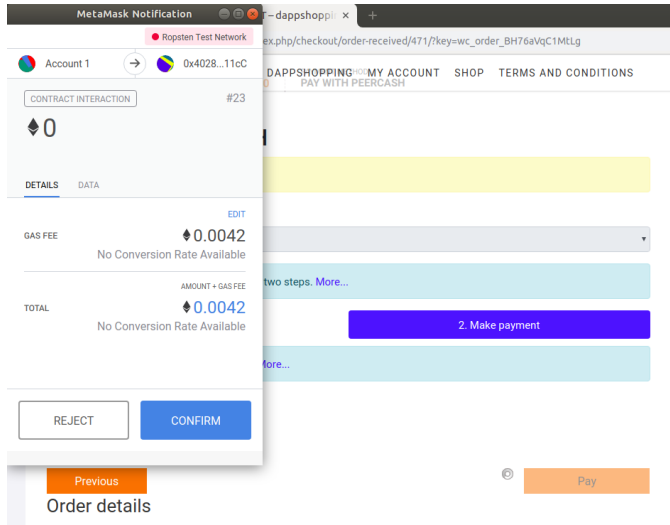 MetaMask Notification
T – dappshoppi
Ropsten Test Network
ex.php/checkout/order-received/471/?key=wc_order_BH76aVqC1MtLg
Account 1
0x4028...11cC
DAPPSHOPPING MY ACCOUNT SHOP TERMS AND CONDITIONS
PAY WITH PEERCASH
CONTRACT INTERACTION
#23
0
DETAILS DATA
EDIT
GAS FEE
0.0042
No Conversion Rate Available
two steps. More...
AMOUNT + GAS FEE
TOTAL
0.0042
No Conversion Rate Available
2. Make payment
More...
REJECT CONFIRM
Previous
Pay
Order details